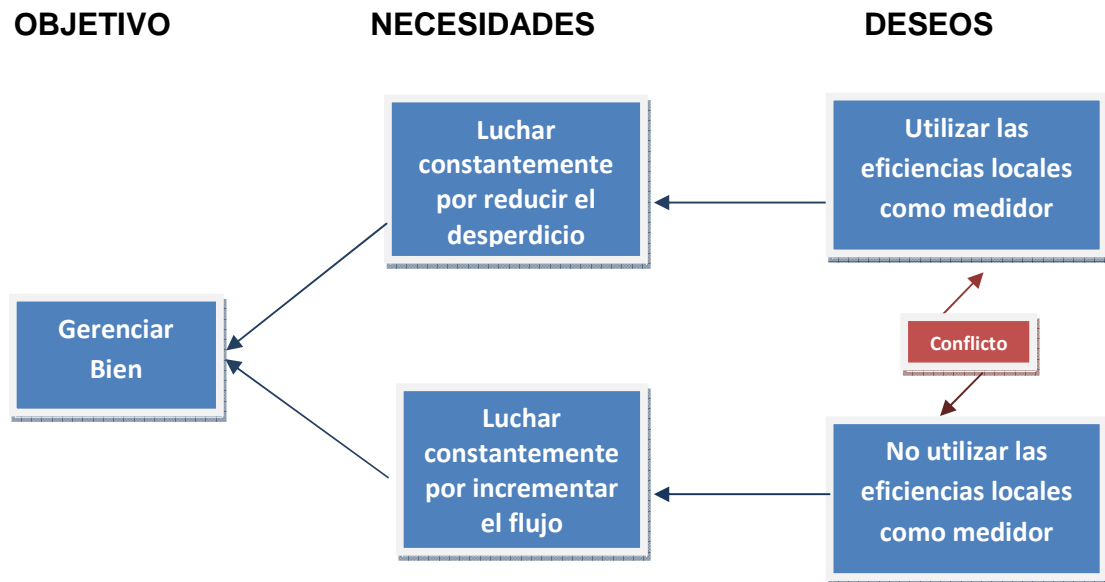 OBJETIVO NECESIDADES DESEOS
Luchar
constantemente
por reducir el
desperdicio
Utilizar las
eficiencias locales
como medidor
Gerenciar
Bien
Conflicto
Luchar
constantemente
por incrementar
el flujo
No utilizar las
eficiencias locales
como medidor